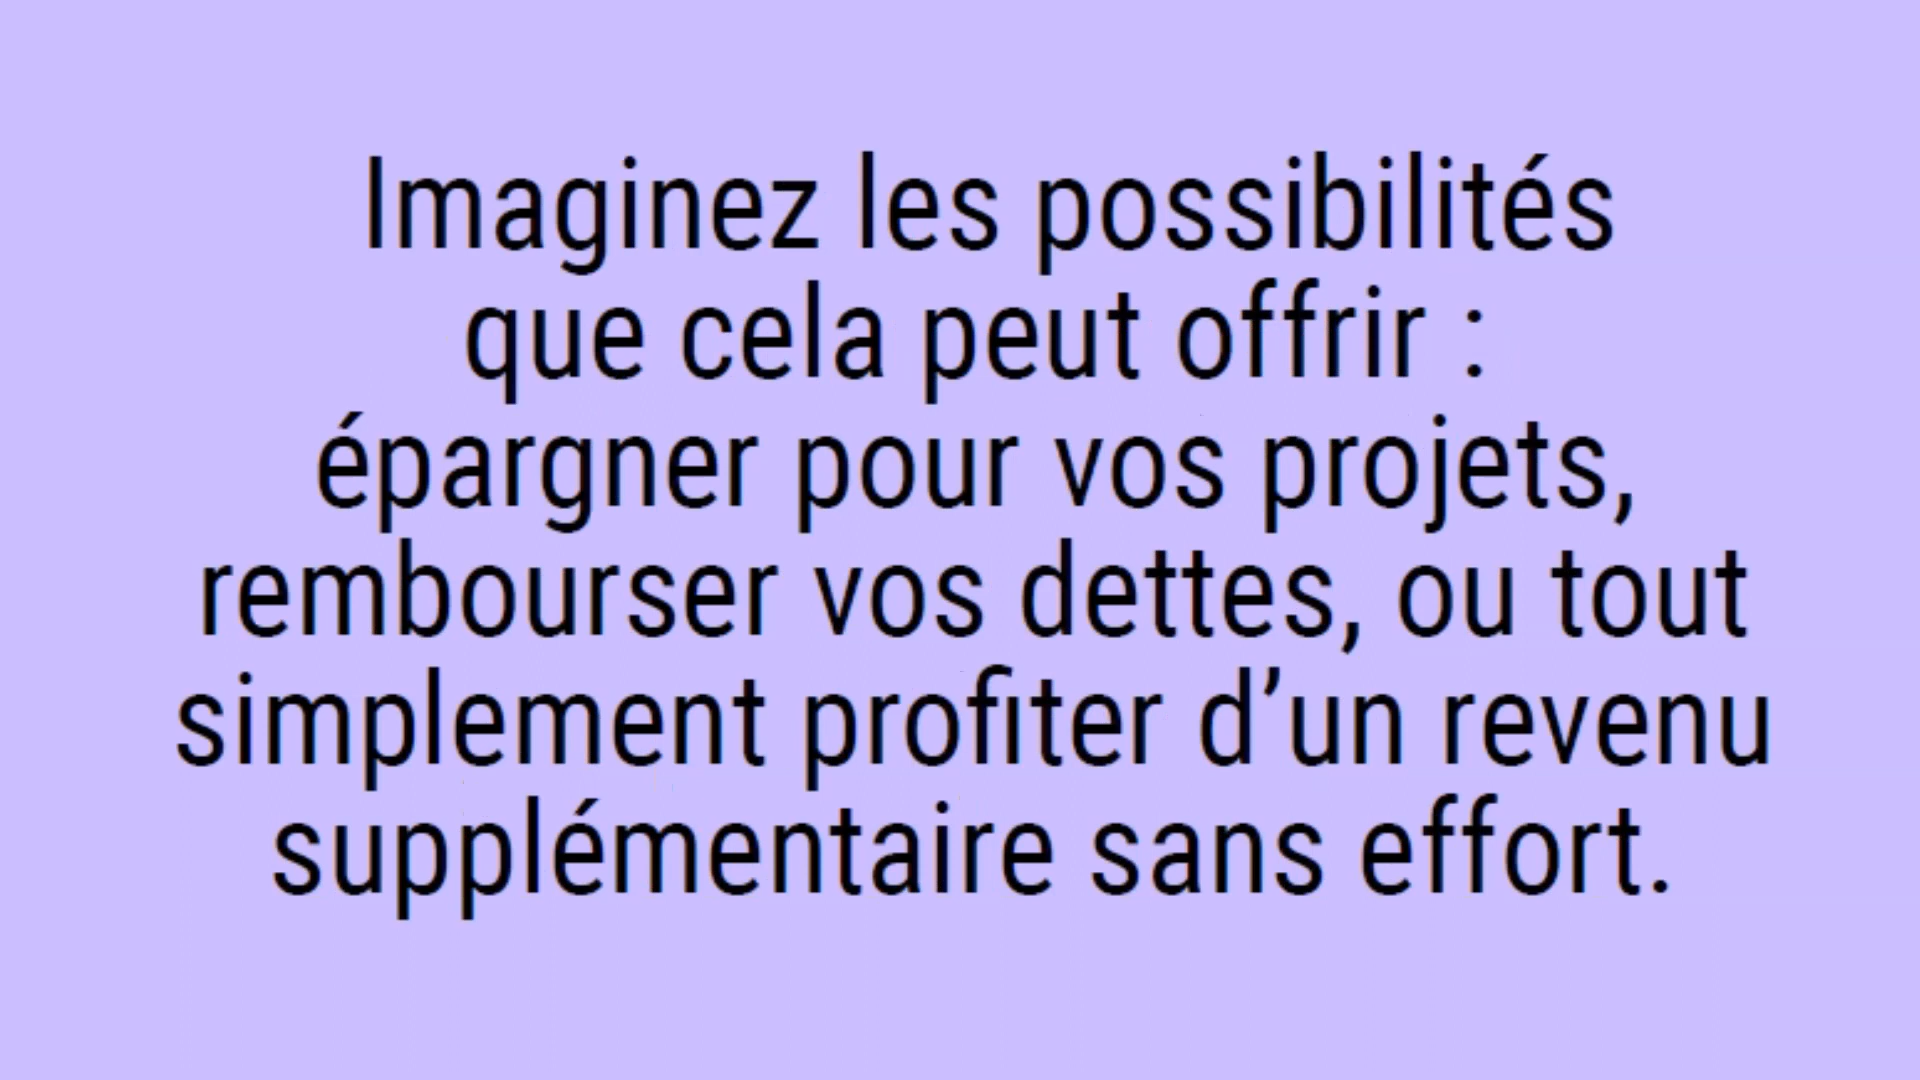 Imaginez les possibilités
que cela peut offrir :
épargner pour vos projets,
rembourser vos dettes, ou tout
simplement profiter d’un revenu
supplémentaire sans effort.